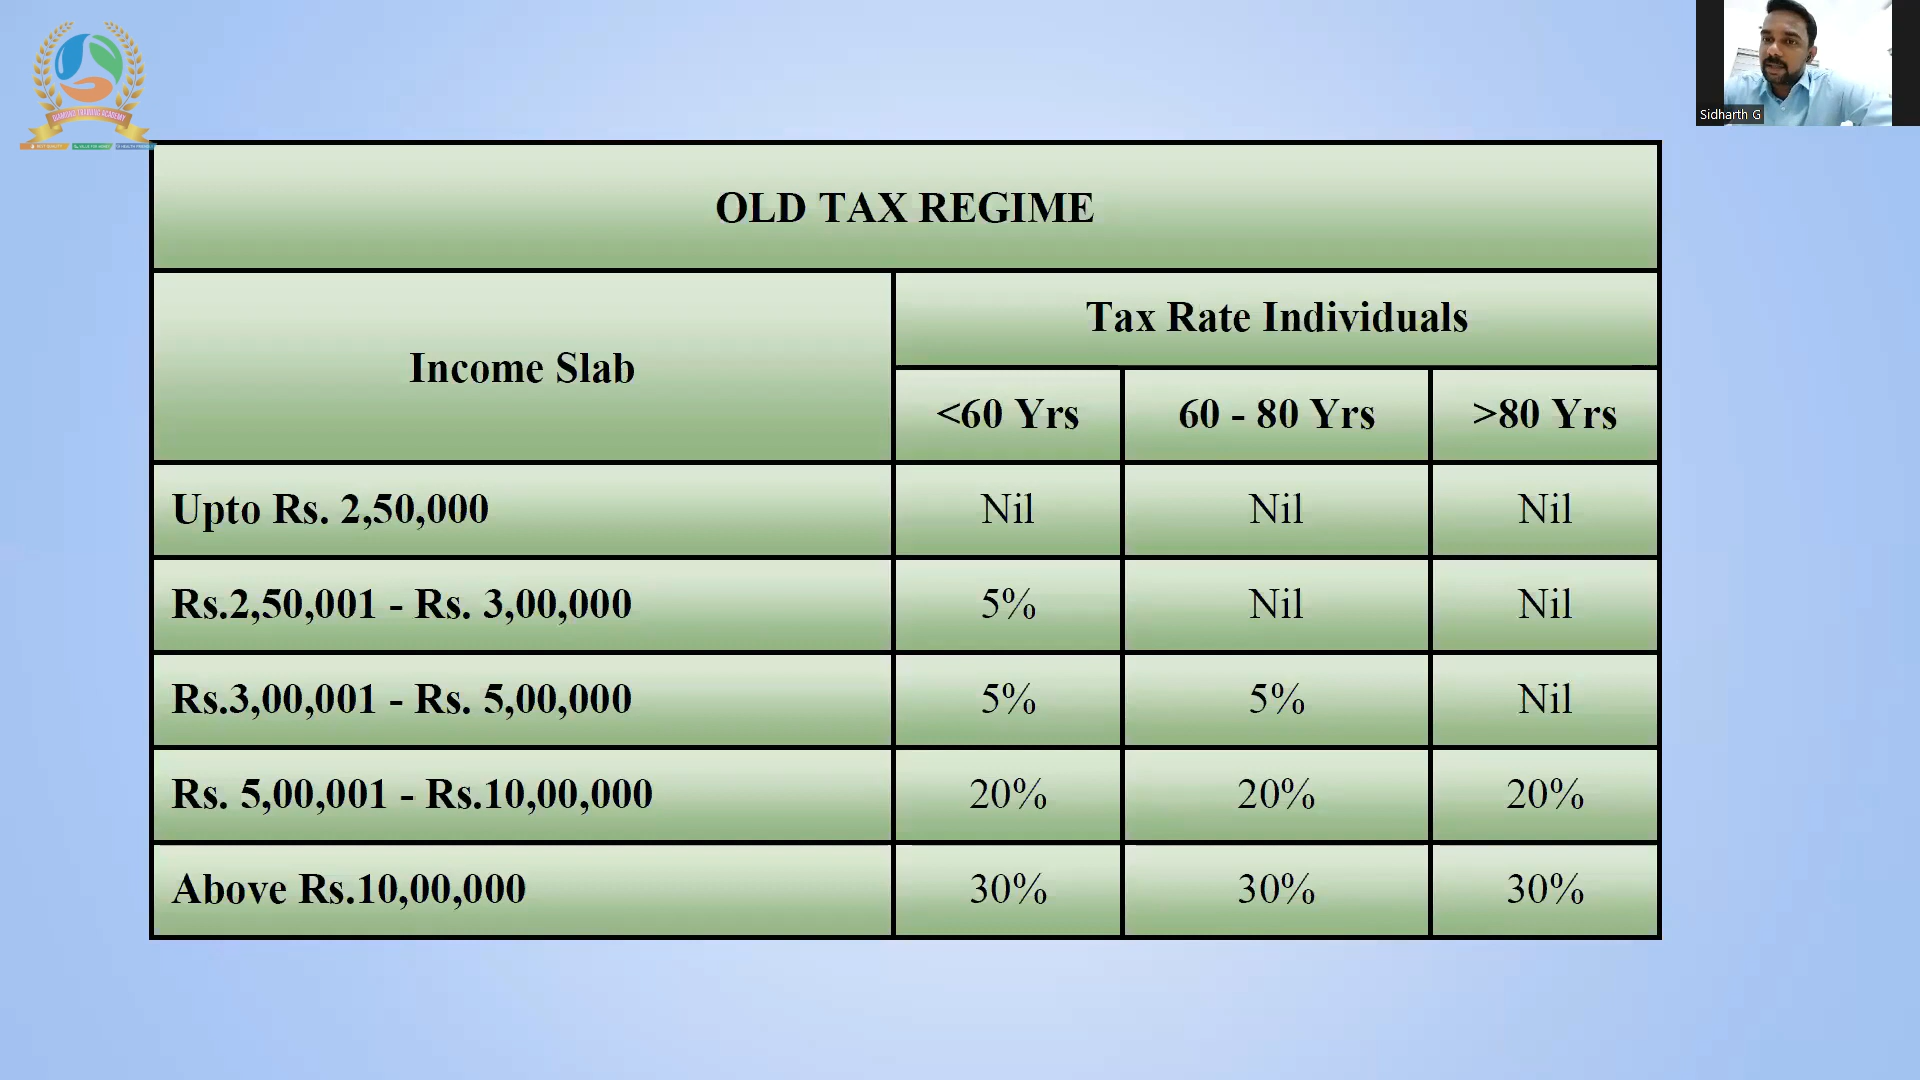 DIAMOND TRADING ACADEMY
Sidharth G
OLD TAX REGIME
Income Slab
Tax Rate Individuals
<60 Yrs
60 - 80 Yrs
>80 Yrs
Upto Rs. 2,50,000 Nil Nil Nil
Rs.2,50,001 - Rs. 3,00,000 5% Nil Nil
Rs.3,00,001 - Rs. 5,00,000 5% 5% Nil
Rs. 5,00,001 - Rs.10,00,000 20% 20% 20%
Above Rs.10,00,000 30% 30% 30%